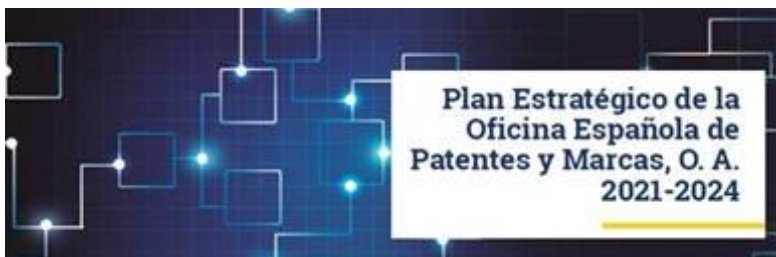 Plan Estratégico de la
Oficina Española de
Patentes y Marcas, O. A.
2021-2024